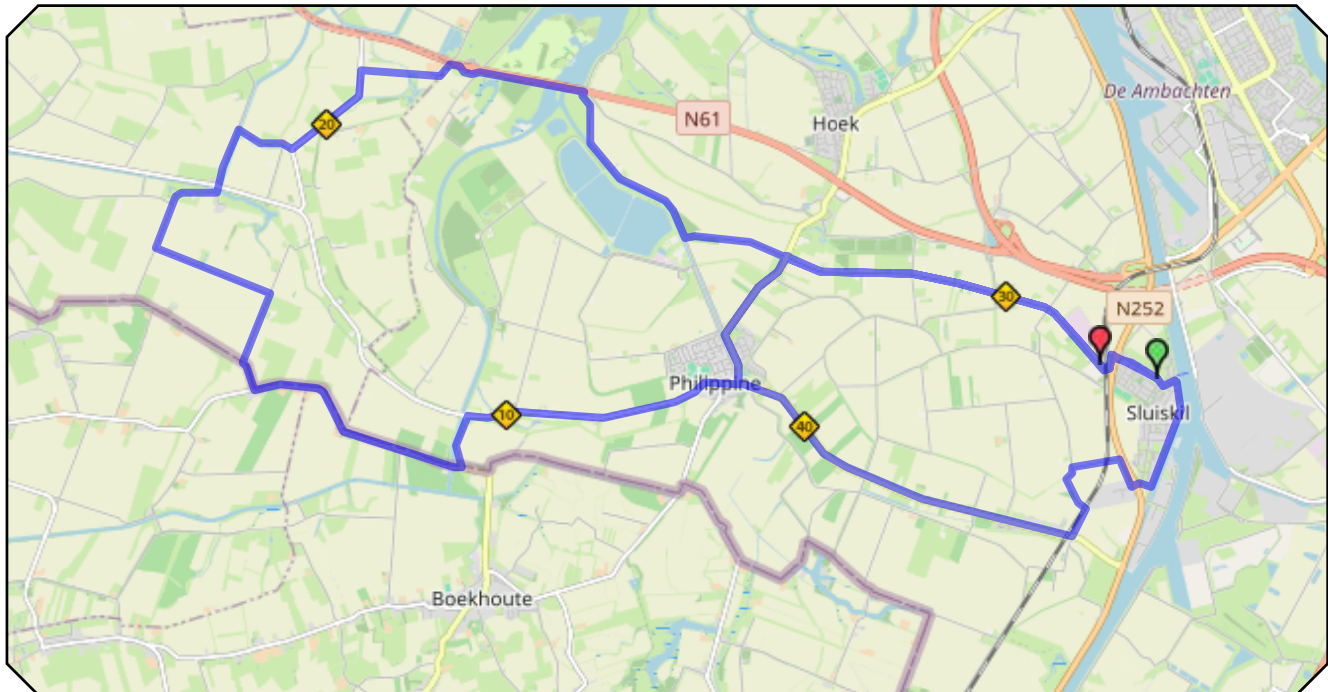 De Ambachten
N61
Hoek
20
30
N252
Philippine
10
Sluiskil
40
Boekhoute